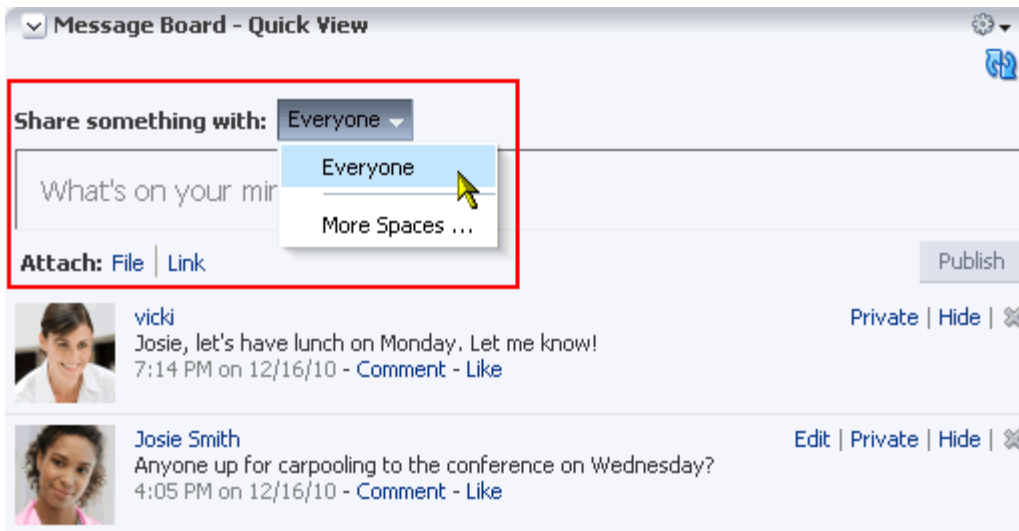 Message Board - Quick View
Share something with: Everyone
Everyone
What's on your mir
More Spaces ...
Attach: File | Link
Publish
vicki
Private | Hide |
Josie, let's have lunch on Monday. Let me know!
7:14 PM on 12/16/10 - Comment - Like
Josie Smith
Edit | Private | Hide |
Anyone up for carpooling to the conference on Wednesday?
4:05 PM on 12/16/10 - Comment - Like